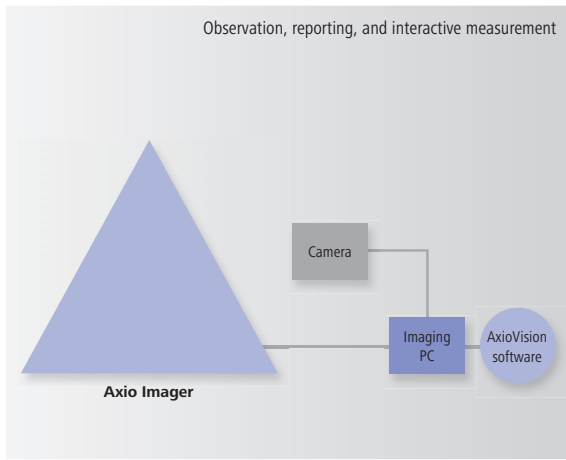 Observation, reporting, and interactive measurement
Camera
Imaging
PC
AxioVision
software
Axio Imager